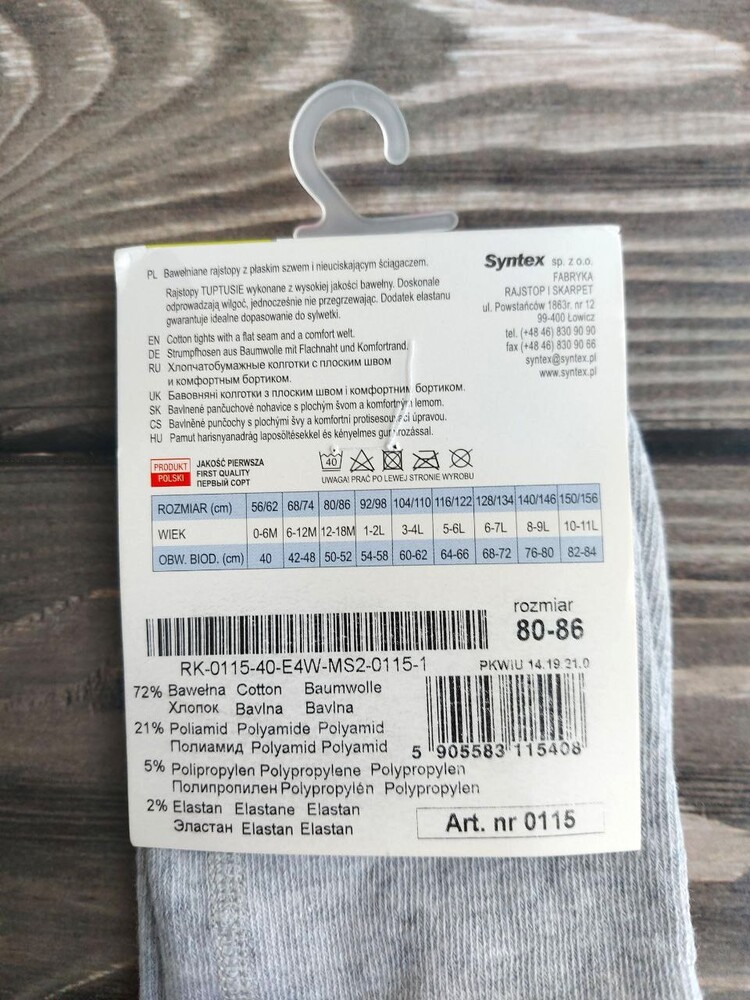 PL Bawełniane rajstopy z płaskim szwem i nieuciskającym ściągaczem.
Rajstopy TUPTUSIE wykonane z wysokiej jakości bawełny. Doskonale
odprowadzają wilgoć, jednocześnie nie przegrzewając. Dodatek elastanu
gwarantuje idealne dopasowanie do sylwetki.
EN Cotton tights with a flat seam and a comfort welt.
DE Strumpfhosen aus Baumwolle mit Flachnaht und Komfortrand.
RU Хлопчатобумажные колготки с плоским швом
и комфортным бортиком.
UK Бавовняні колготки з плоским швом і комфортним бортиком.
SK Bavlnené pančuchové nohavice s plochým švom a komfortným lemom.
CS Bavlněné punčochy s plochými švy a komfortní protisesouvací úpravou.
HU Pamut harisnyanadrág laposöltésekkel és kényelmes gumírozással.
Syntex sp. z o.o.
FABRYKA
RAJSTOP I SKARPET
ul. Powstańców 1863r. nr 12
99-400 Łowicz
tel. (+48 46) 830 90 90
fax (+48 46) 830 90 66
syntex@syntex.pl
www.syntex.pl
PRODUKT
POLSKI
JAKOŚĆ PIERWSZA
FIRST QUALITY
ПЕРВЫЙ СОРТ
40
UWAGA! PRAĆ PO LEWEJ STRONIE WYROBU
ROZMIAR (cm) 56/62 68/74 80/86 92/98 104/110 116/122 128/134 140/146 150/156
WIEK 0-6M 6-12M 12-18M 1-2L 3-4L 5-6L 6-7L 8-9L 10-11L
OBW. BIOD. (cm) 40 42-48 50-52 54-58 60-62 64-66 68-72 76-80 82-84
rozmiar
80-86
RK-0115-40-E4W-MS2-0115-1
PKWiU 14.19.21.0
72% Bawełna Cotton Baumwolle
Хлопок Bavlna Bavlna
21% Poliamid Polyamide Polyamid
Полиамид Polyamid Polyamid
5% Polipropylen Polypropylene Polypropylen
Полипропилен Polypropylén Polypropylen
2% Elastan Elastane Elastan
Эластан Elastan Elastan
5 905583 115408
Art. nr 0115